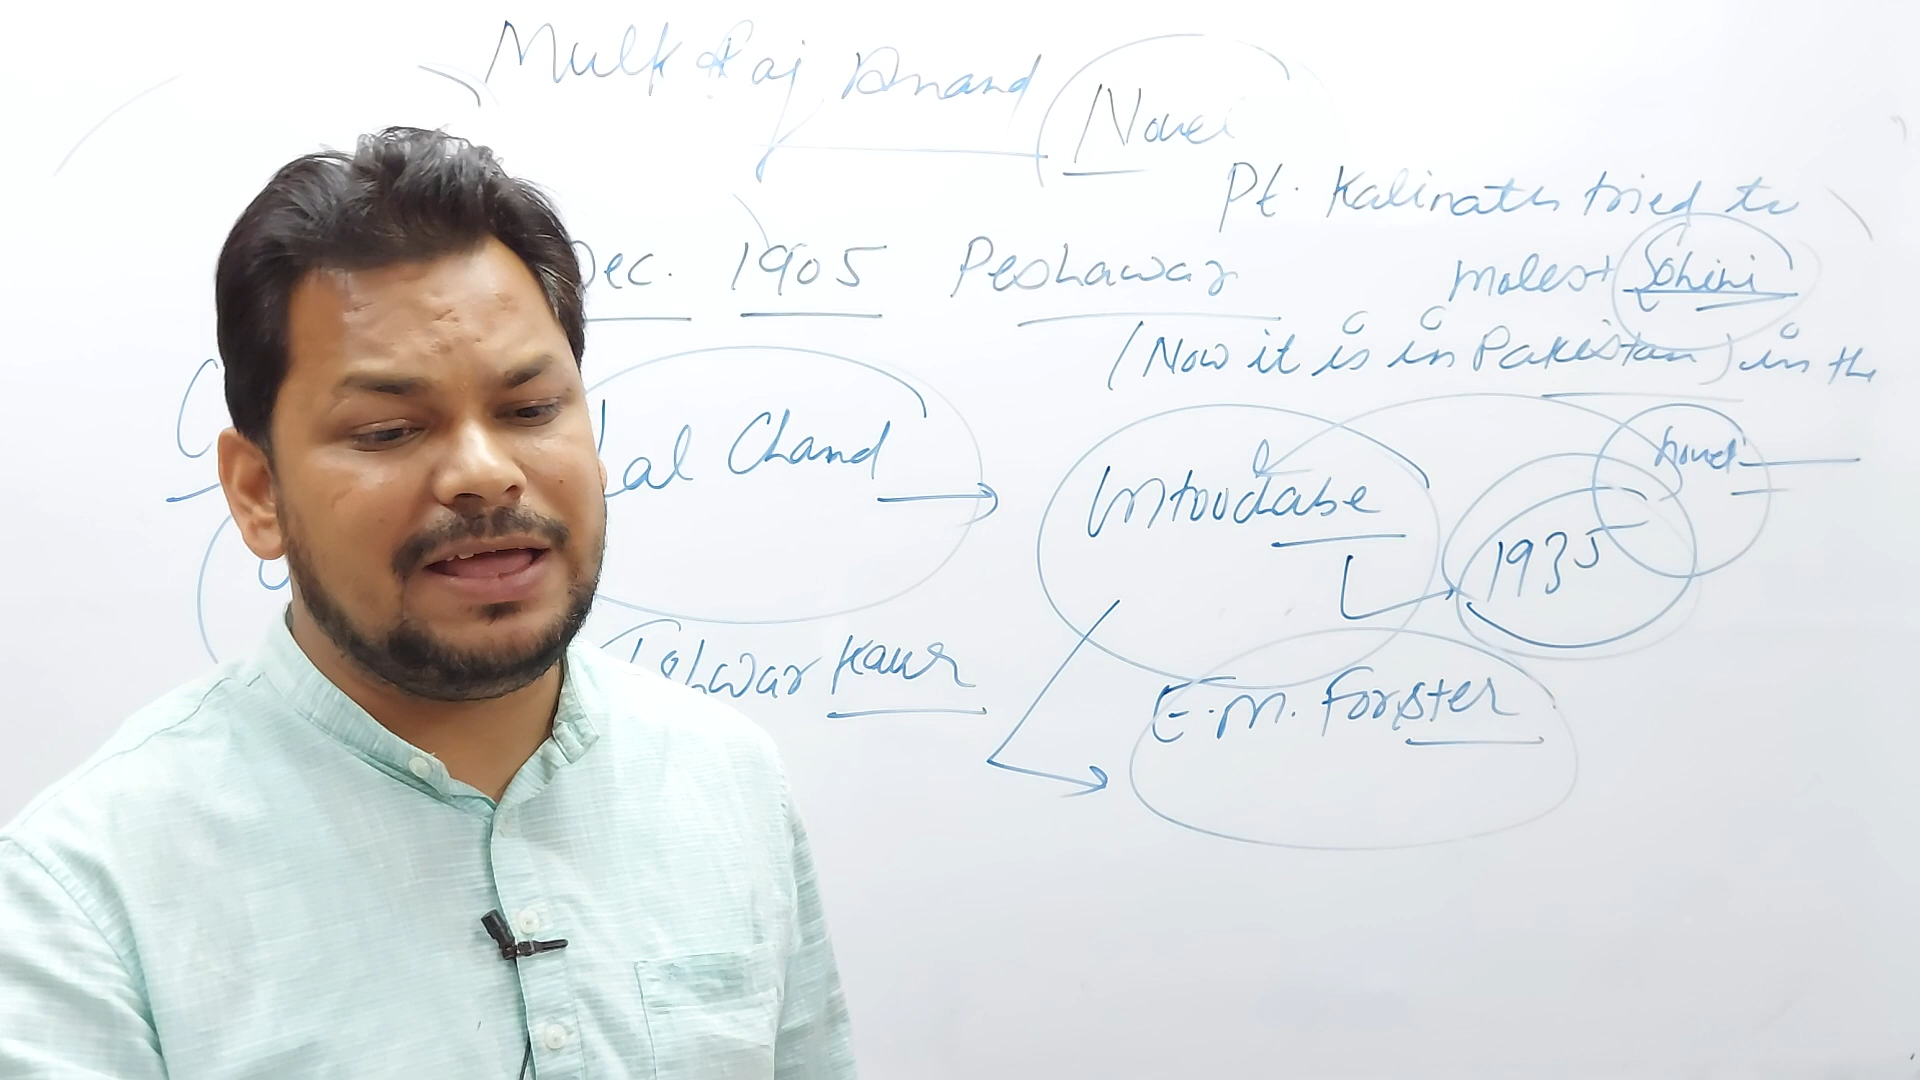 Mulk Raj Anand
Novel
Pt. Kalinath tried to
molest Sohini
Dec. 1905 Peshawar
(Now it is in Pakistan) in the
novel
Lal Chand
Untouchable
1935
Ishwar Kaur
E.M. Forster